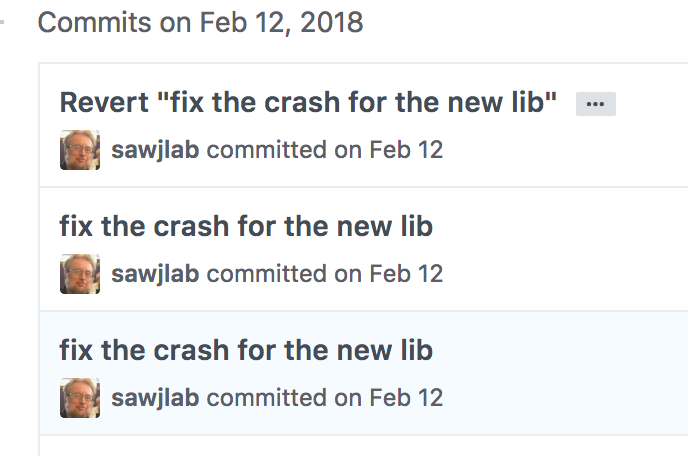 Commits on Feb 12, 2018
Revert "fix the crash for the new lib" ...
sawjlab committed on Feb 12
fix the crash for the new lib
sawjlab committed on Feb 12
fix the crash for the new lib
sawjlab committed on Feb 12